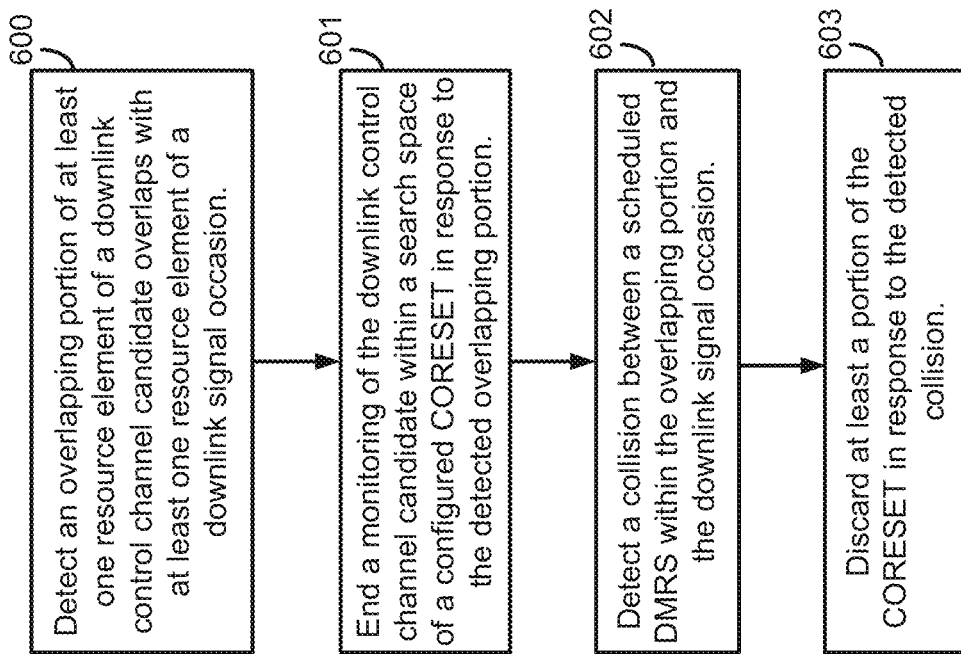 600
Detect an overlapping portion of at least
one resource element of a downlink
control channel candidate overlaps with
at least one resource element of a
downlink signal occasion.
601
End a monitoring of the downlink control
channel candidate within a search space
of a configured CORESET in response to
the detected overlapping portion.
602
Detect a collision between a scheduled
DMRS within the overlapping portion and
the downlink signal occasion.
603
Discard at least a portion of the
CORESET in response to the detected
collision.